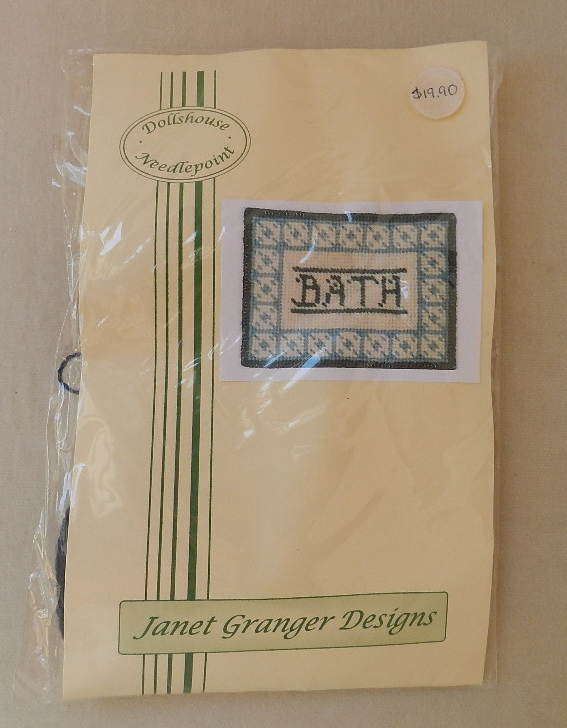 $19.90
Dollshouse
Needlepoint
BATH
Janet Granger Designs